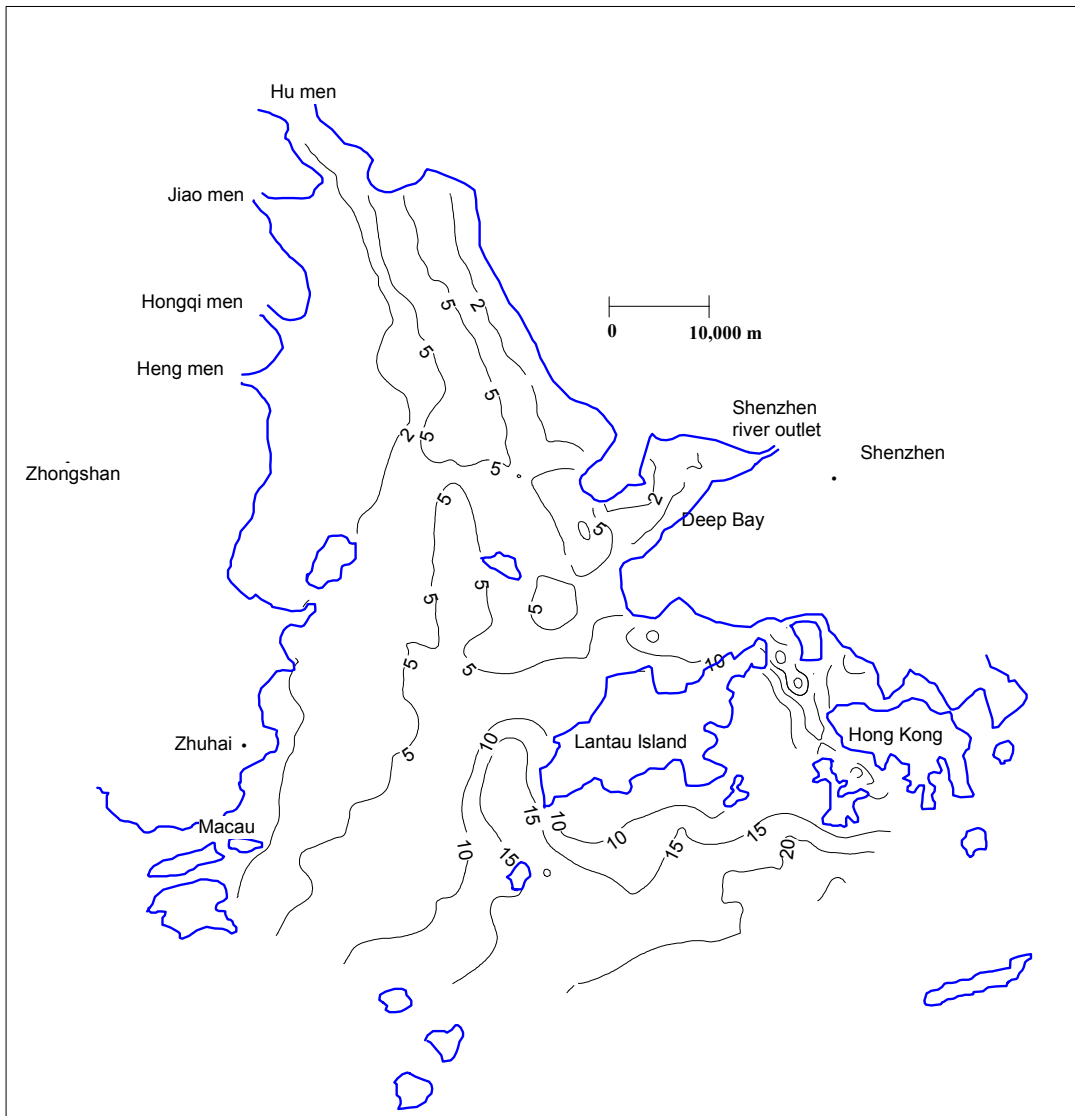 Hu men
Jiao men
Hongqi men
Heng men
5
2
0 10,000 m
5
5
2
5
Shenzhen
river outlet
Shenzhen
Zhongshan
5
5
2
5
Deep Bay
5
5
5
5
5
10
Zhuhai
5
10
Lantau Island
Hong Kong
Macau
15
10
10
15
15
10
15
20